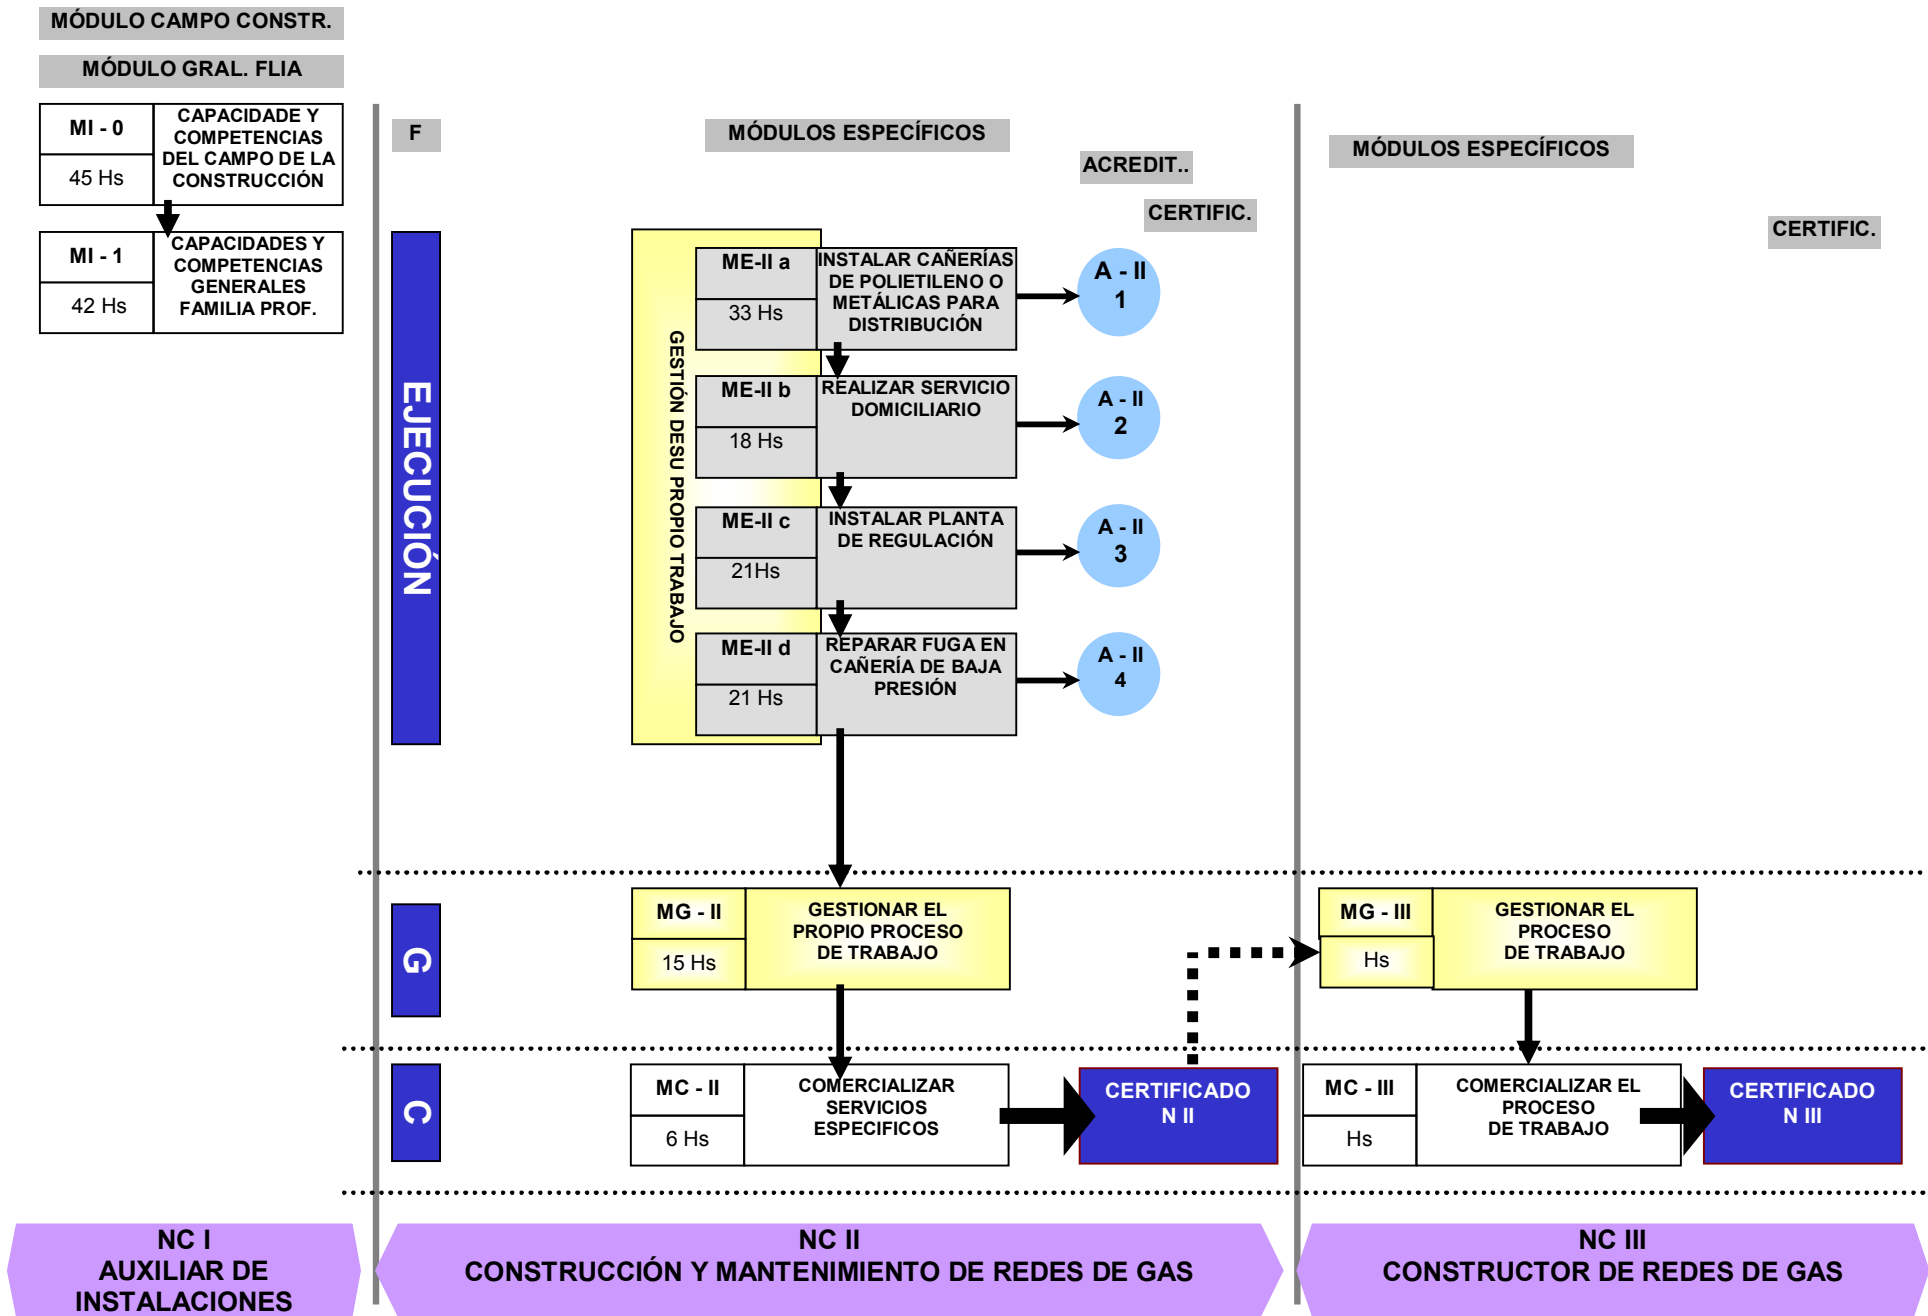 MÓDULO CAMPO CONSTR.
MÓDULO GRAL. FLIA
MI - 0
45 Hs
CAPACIDADE Y
COMPETENCIAS
DEL CAMPO DE LA
CONSTRUCCIÓN
MI - 1
42 Hs
CAPACIDADES Y
COMPETENCIAS
GENERALES
FAMILIA PROF.
F
MÓDULOS ESPECÍFICOS
ACREDIT..
CERTIFIC.
MÓDULOS ESPECÍFICOS
CERTIFIC.
EJECUCIÓN
GESTIÓN DESU PROPIO TRABAJO
ME-II a
33 Hs
INSTALAR CAÑERÍAS
DE POLIETILENO O
METÁLICAS PARA
DISTRIBUCIÓN
A - II
1
ME-II b
18 Hs
REALIZAR SERVICIO
DOMICILIARIO
A - II
2
ME-II c
21Hs
INSTALAR PLANTA
DE REGULACIÓN
A - II
3
ME-II d
21 Hs
REPARAR FUGA EN
CAÑERÍA DE BAJA
PRESIÓN
A - II
4
G
MG - II
15 Hs
GESTIONAR EL
PROPIO PROCESO
DE TRABAJO
MG - III
Hs
GESTIONAR EL
PROCESO
DE TRABAJO
C
MC - II
6 Hs
COMERCIALIZAR
SERVICIOS
ESPECIFICOS
CERTIFICADO
N II
MC - III
Hs
COMERCIALIZAR EL
PROCESO
DE TRABAJO
CERTIFICADO
N III
NC I
AUXILIAR DE
INSTALACIONES
NC II
CONSTRUCCIÓN Y MANTENIMIENTO DE REDES DE GAS
NC III
CONSTRUCTOR DE REDES DE GAS